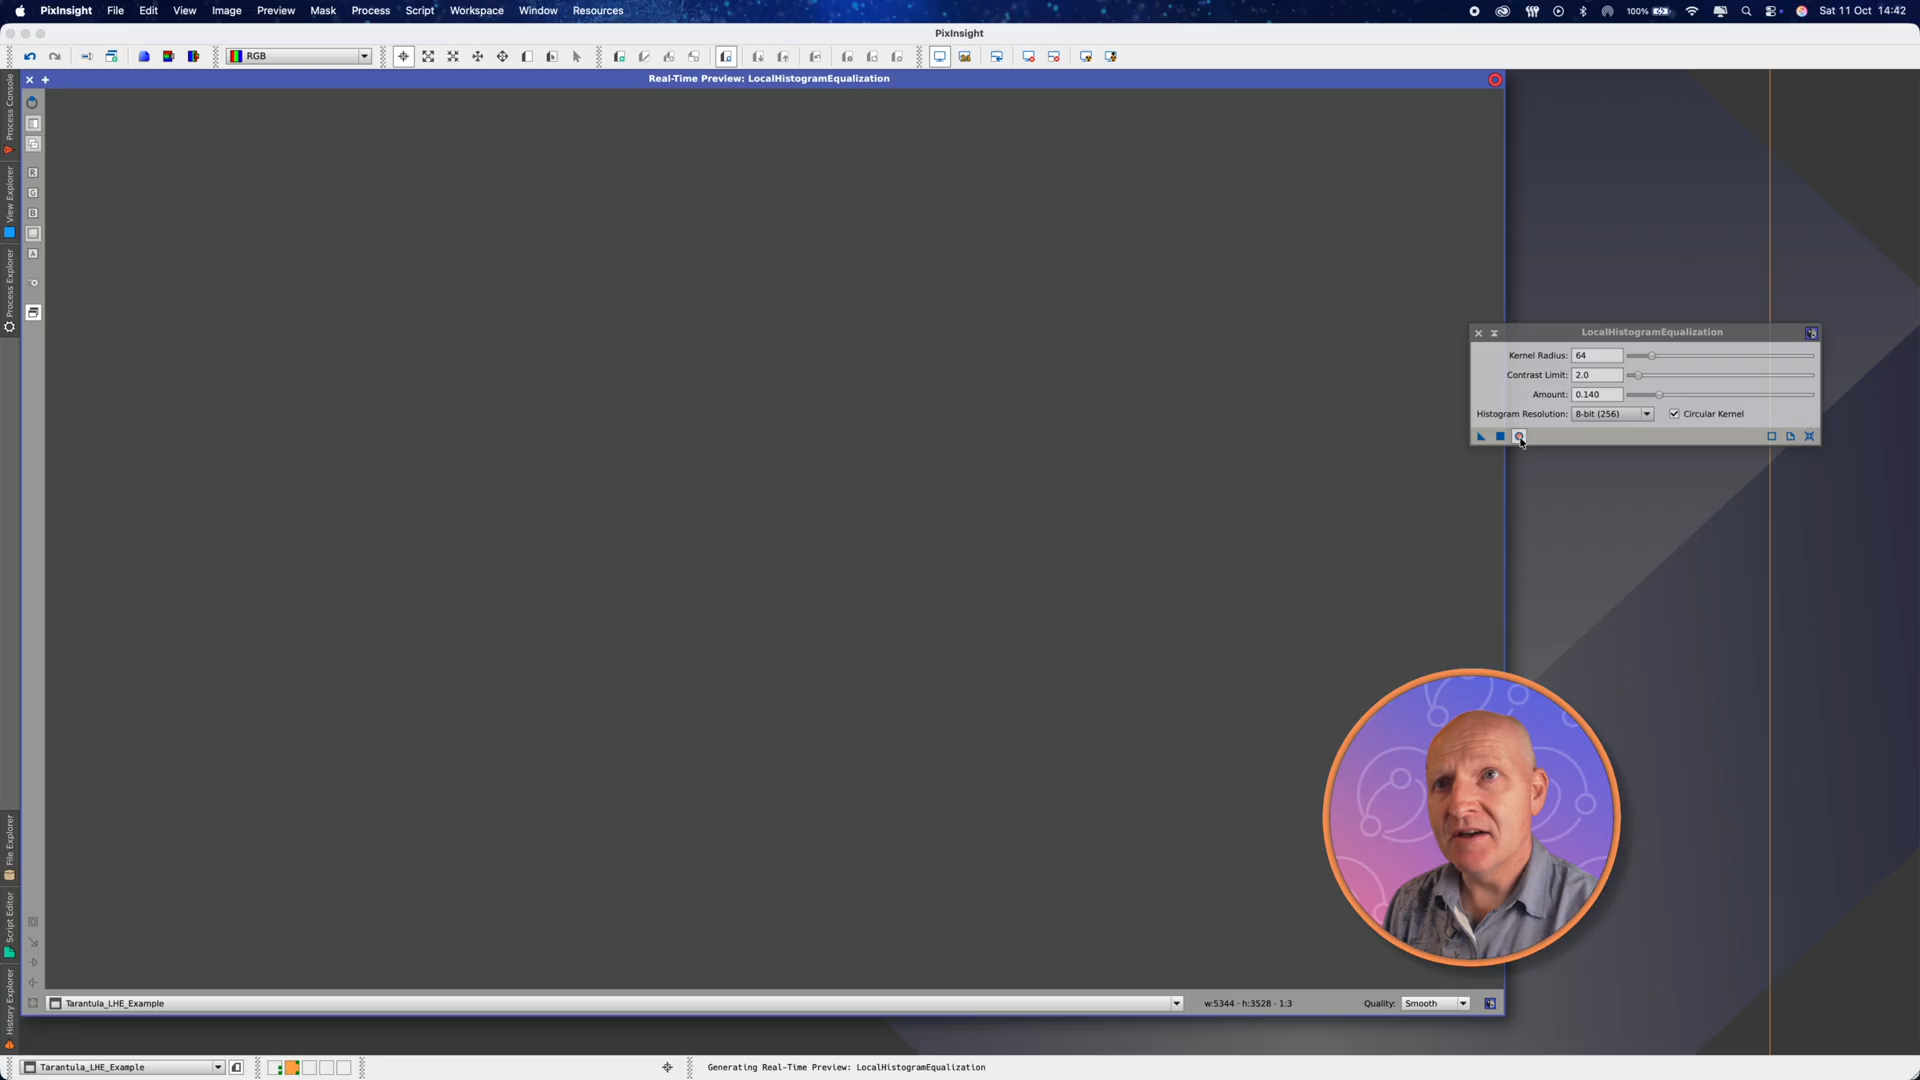 PixInsight File Edit View Image Preview Mask Process Script Workspace Window Resources 100% Sat 11 Oct 14:42
PixInsight
RGB
Real-Time Preview: LocalHistogramEqualization
Process Console
View Explorer
Process Explorer
R
G
B
A
LocalHistogramEqualization
Kernel Radius: 64
Contrast Limit: 2.0
Amount: 0.140
Histogram Resolution: 8-bit (256) Circular Kernel
File Explorer
Script Editor
History Explorer
Tarantula_LHE_Example w:5344 · h:3528 · 1:3 Quality: Smooth
Tarantula_LHE_Example Generating Real-Time Preview: LocalHistogramEqualization